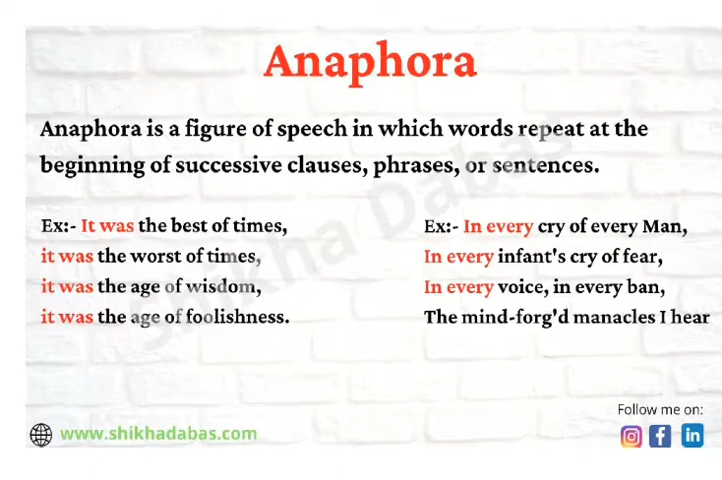 Anaphora
Anaphora is a figure of speech in which words repeat at the
beginning of successive clauses, phrases, or sentences.
Ex:- It was the best of times,
it was the worst of times,
it was the age of wisdom,
it was the age of foolishness.
Ex:- In every cry of every Man,
In every infant's cry of fear,
In every voice, in every ban,
The mind-forg'd manacles I hear
Shikha Dabas
Follow me on:
www.shikhadabas.com